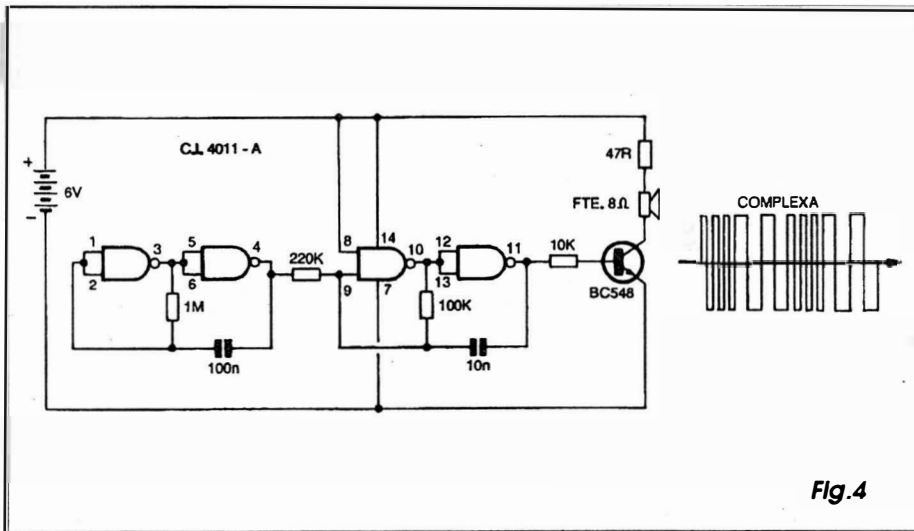 C.I. 4011 - A
+
6V
-
47R
FTE. 8Ω
COMPLEXA
1
2
3
5
6
4
220K
8
9
14
7
10
12
13
11
10K
BC548
1M
100n
100K
10n
Fig.4